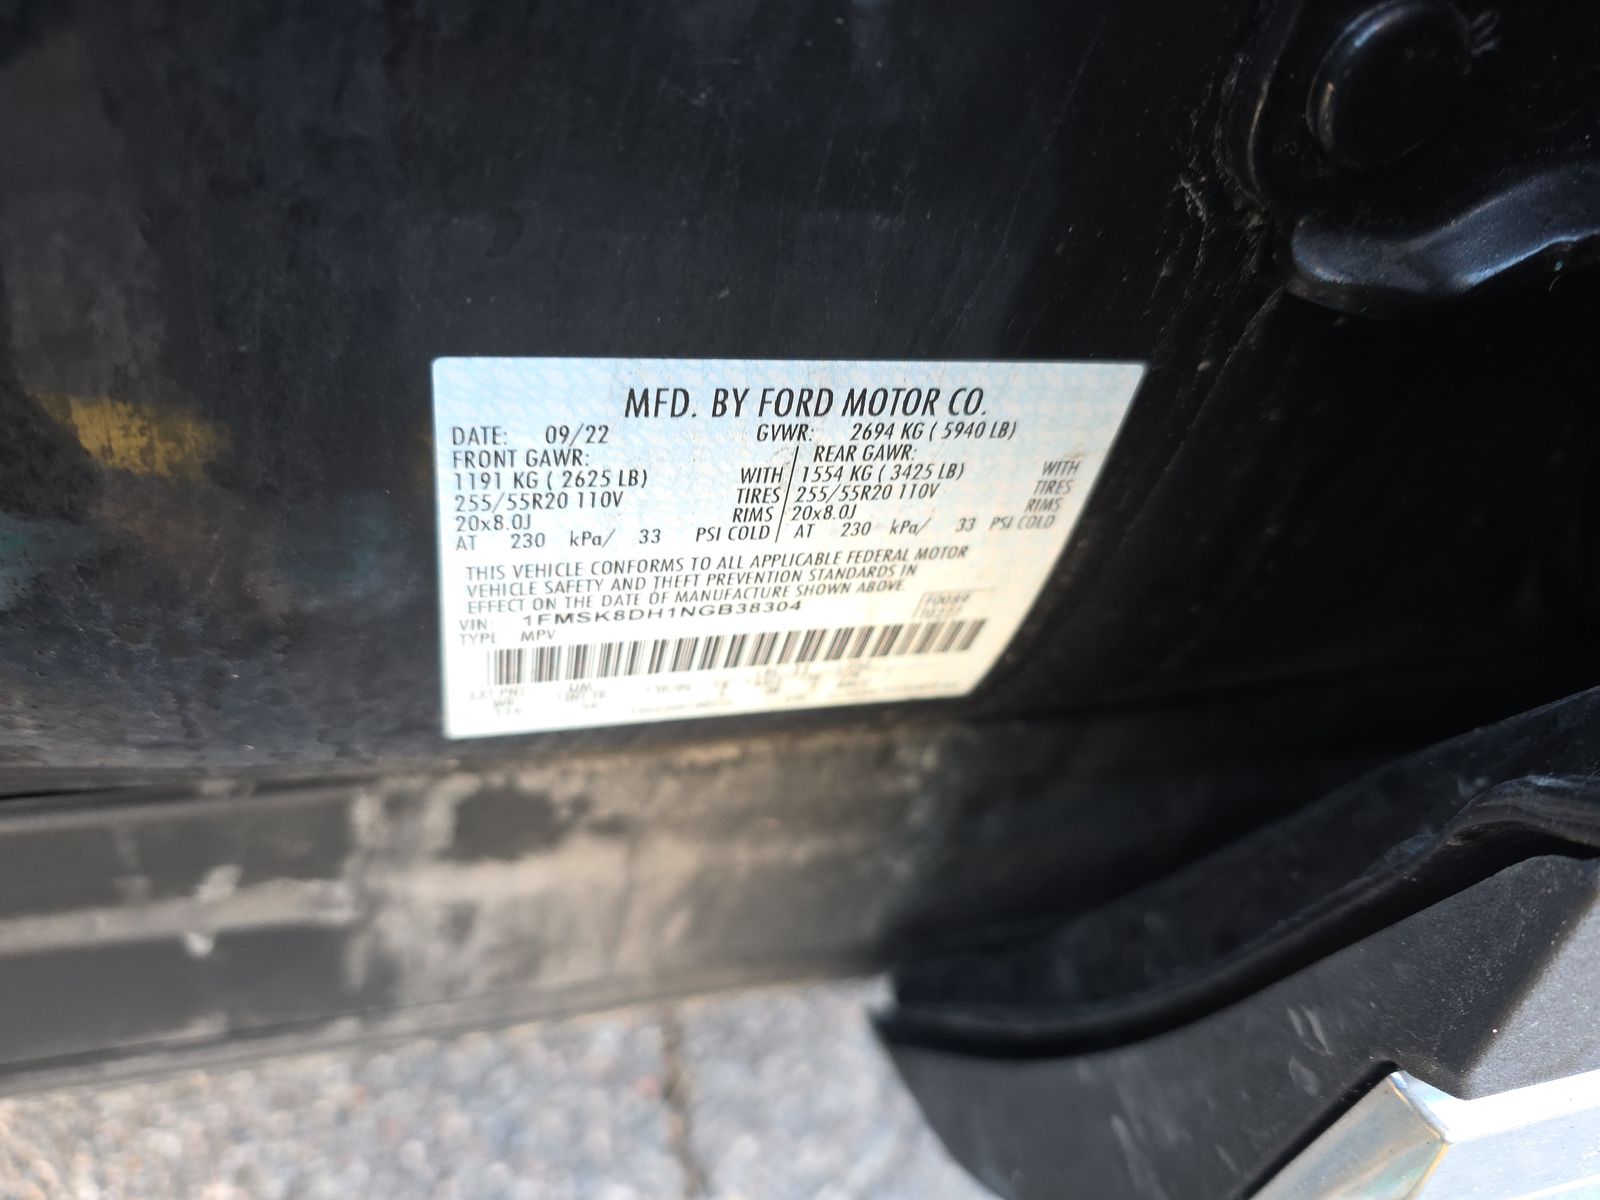 MFD. BY FORD MOTOR CO.
DATE: 09/22 GVWR: 2694 KG ( 5940 LB)
FRONT GAWR: REAR GAWR:
1191 KG ( 2625 LB) WITH 1554 KG ( 3425 LB) WITH
255/55R20 110V TIRES 255/55R20 110V TIRES
20x8.0J RIMS 20x8.0J RIMS
AT 230 kPa/ 33 PSI COLD AT 230 kPa/ 33 PSI COLD
THIS VEHICLE CONFORMS TO ALL APPLICABLE FEDERAL MOTOR
VEHICLE SAFETY AND THEFT PREVENTION STANDARDS IN
EFFECT ON THE DATE OF MANUFACTURE SHOWN ABOVE.
VIN: 1FMSK8DH1NGB38304
TYPE MPV
EXT PNT